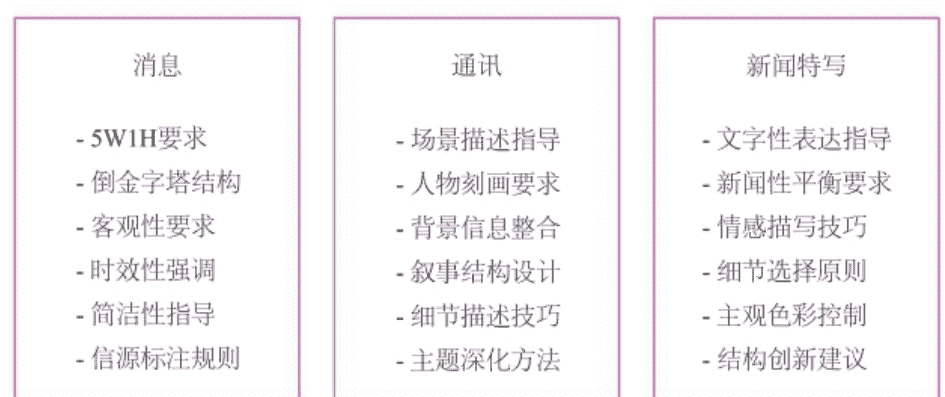 消息
- 5W1H要求
- 倒金字塔结构
- 客观性要求
- 时效性强调
- 简洁性指导
- 信源标注规则
通讯
- 场景描述指导
- 人物刻画要求
- 背景信息整合
- 叙事结构设计
- 细节描述技巧
- 主题深化方法
新闻特写
- 文字性表达指导
- 新闻性平衡要求
- 情感描写技巧
- 细节选择原则
- 主观色彩控制
- 结构创新建议